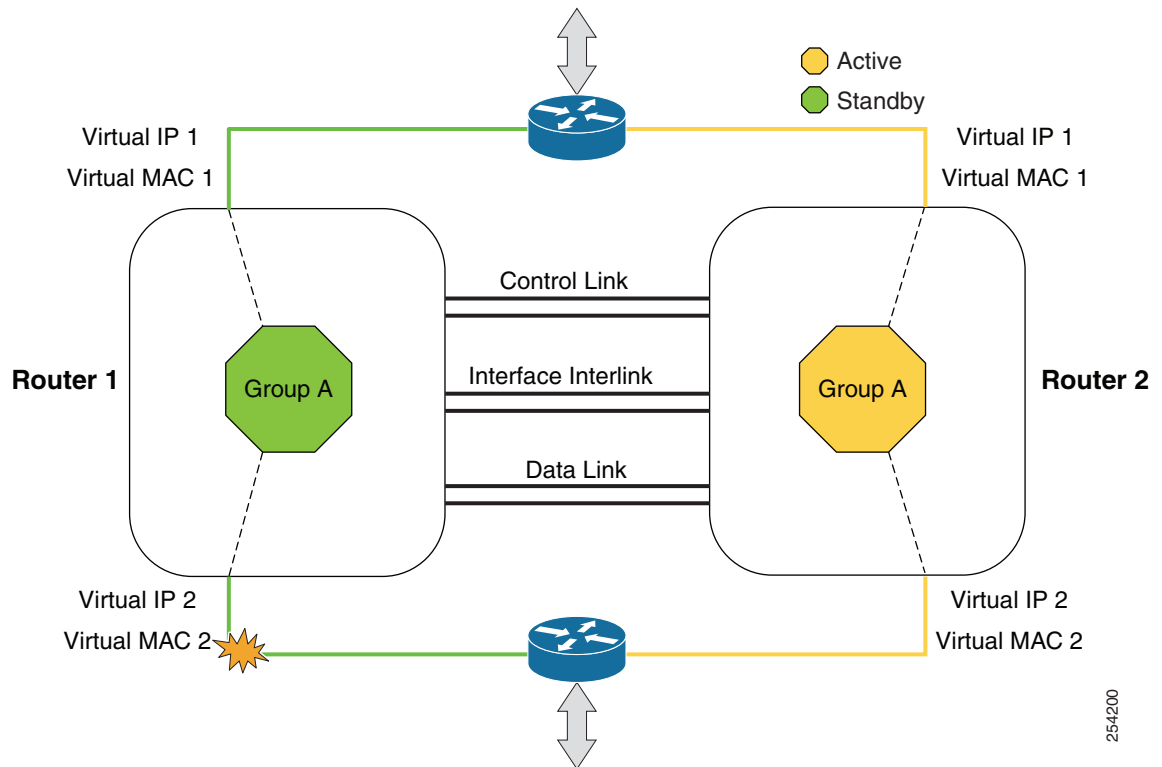 Active
Standby
Virtual IP 1
Virtual MAC 1
Virtual IP 1
Virtual MAC 1
Control Link
Router 1
Group A
Interface Interlink
Group A
Router 2
Data Link
Virtual IP 2
Virtual MAC 2
Virtual IP 2
Virtual MAC 2
254200